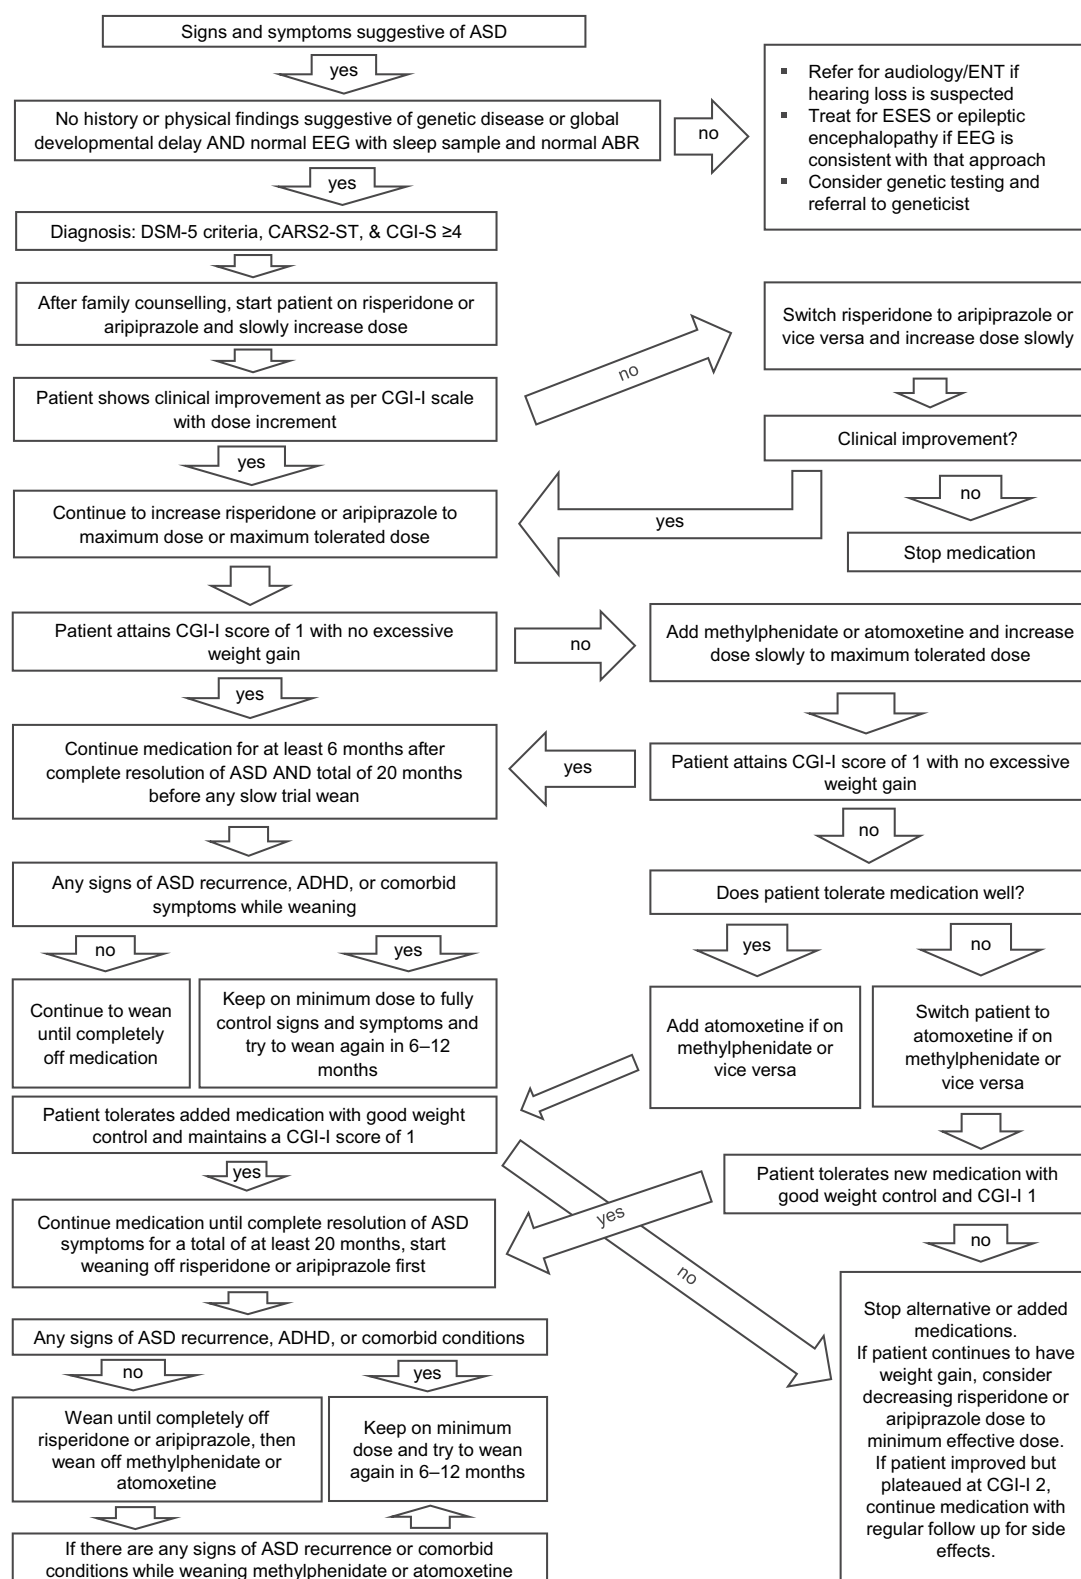 Signs and symptoms suggestive of ASD
yes
No history or physical findings suggestive of genetic disease or global
developmental delay AND normal EEG with sleep sample and normal ABR
no
▪ Refer for audiology/ENT if
hearing loss is suspected
▪ Treat for ESES or epileptic
encephalopathy if EEG is
consistent with that approach
▪ Consider genetic testing and
referral to geneticist
yes
Diagnosis: DSM-5 criteria, CARS2-ST, & CGI-S ≥4
After family counselling, start patient on risperidone or
aripiprazole and slowly increase dose
Patient shows clinical improvement as per CGI-I scale
with dose increment
no
Switch risperidone to aripiprazole or
vice versa and increase dose slowly
Clinical improvement?
no
Stop medication
yes
yes
Continue to increase risperidone or aripiprazole to
maximum dose or maximum tolerated dose
Patient attains CGI-I score of 1 with no excessive
weight gain
no
Add methylphenidate or atomoxetine and increase
dose slowly to maximum tolerated dose
Patient attains CGI-I score of 1 with no excessive
weight gain
yes
yes
Continue medication for at least 6 months after
complete resolution of ASD AND total of 20 months
before any slow trial wean
Any signs of ASD recurrence, ADHD, or comorbid
symptoms while weaning
no
yes
Continue to wean
until completely
off medication
Keep on minimum dose to fully
control signs and symptoms and
try to wean again in 6–12
months
no
Does patient tolerate medication well?
yes
no
Add atomoxetine if on
methylphenidate or
vice versa
Switch patient to
atomoxetine if on
methylphenidate or
vice versa
Patient tolerates added medication with good weight
control and maintains a CGI-I score of 1
yes
no
Patient tolerates new medication with
good weight control and CGI-I 1
yes
no
Continue medication until complete resolution of ASD
symptoms for a total of at least 20 months, start
weaning off risperidone or aripiprazole first
Any signs of ASD recurrence, ADHD, or comorbid conditions
no
yes
Wean until completely off
risperidone or aripiprazole, then
wean off methylphenidate or
atomoxetine
Keep on minimum
dose and try to wean
again in 6–12 months
If there are any signs of ASD recurrence or comorbid
conditions while weaning methylphenidate or atomoxetine
Stop alternative or added
medications.
If patient continues to have
weight gain, consider
decreasing risperidone or
aripiprazole dose to
minimum effective dose.
If patient improved but
plateaued at CGI-I 2,
continue medication with
regular follow up for side
effects.